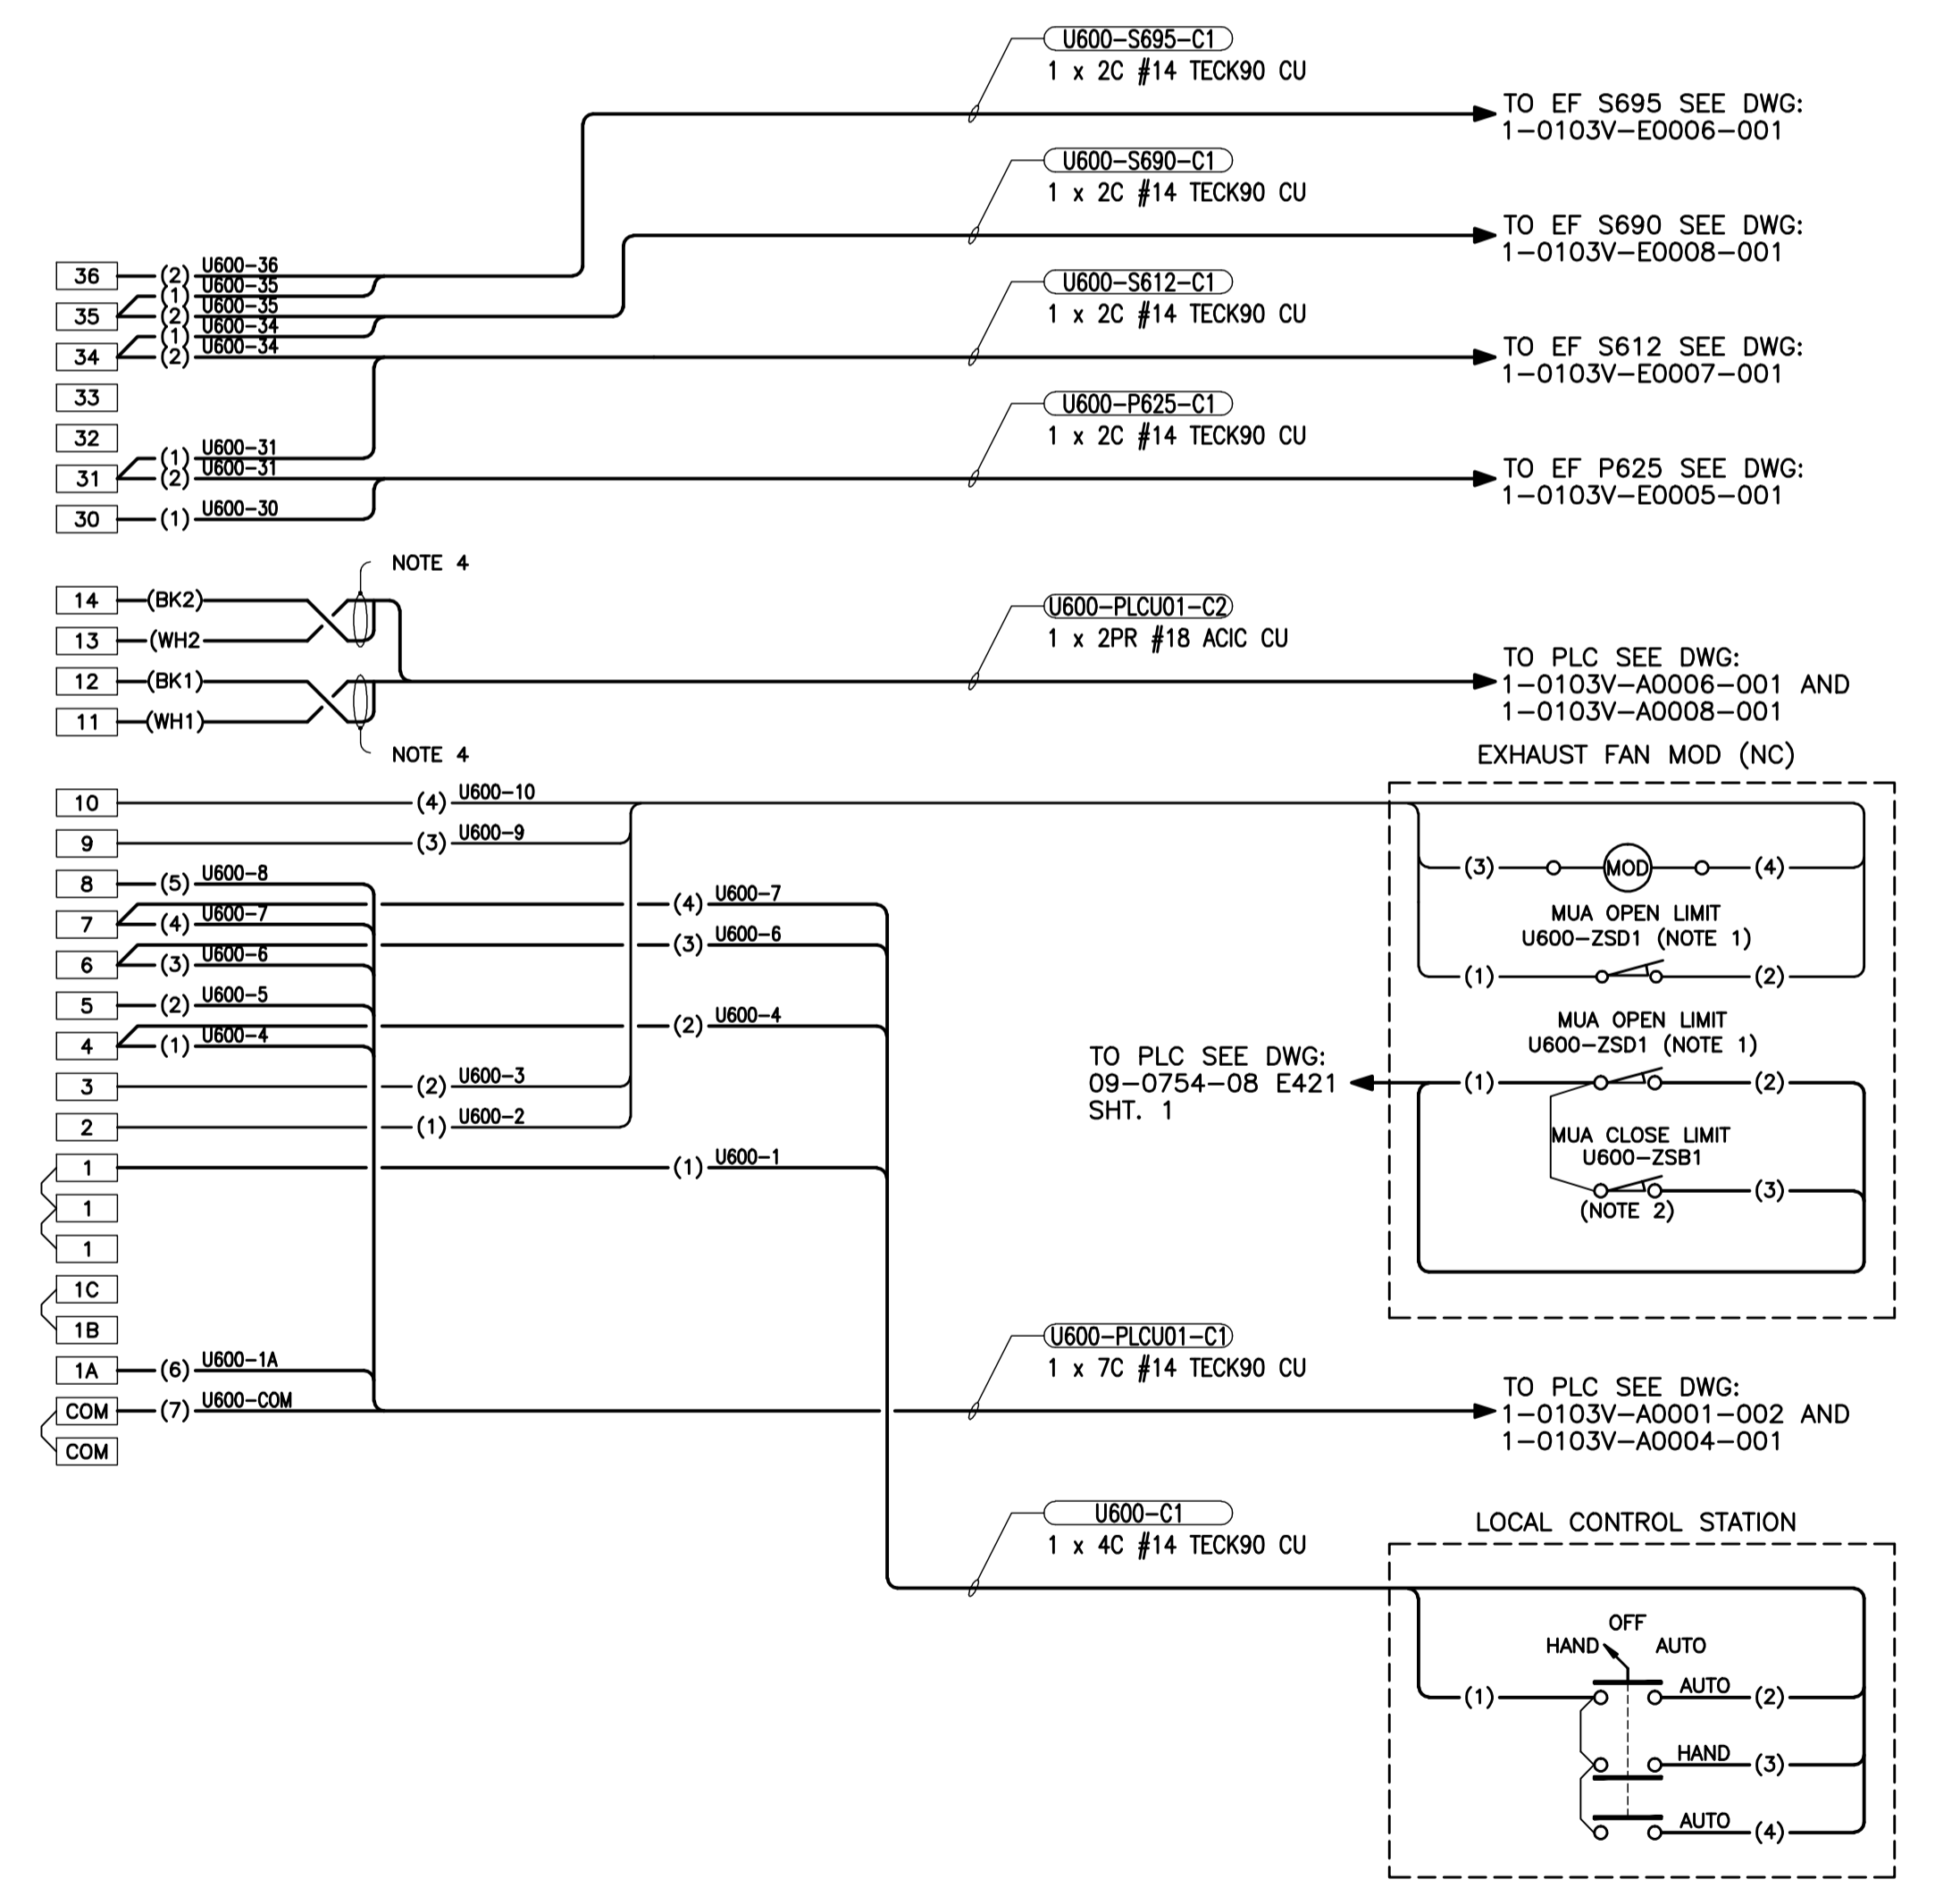 U600-S695-C1
1 x 2C #14 TECK90 CU
TO EF S695 SEE DWG:
1-0103V-E0006-001
U600-S690-C1
1 x 2C #14 TECK90 CU
TO EF S690 SEE DWG:
1-0103V-E0008-001
36 (2) U600-36
(1) U600-35
35 (2) U600-35
(1) U600-34
34 (2) U600-34
U600-S612-C1
1 x 2C #14 TECK90 CU
TO EF S612 SEE DWG:
1-0103V-E0007-001
33
32
U600-P625-C1
1 x 2C #14 TECK90 CU
(1) U600-31
31 (2) U600-31
TO EF P625 SEE DWG:
1-0103V-E0005-001
30 (1) U600-30
NOTE 4
14 (BK2)
13 (WH2
12 (BK1)
11 (WH1)
NOTE 4
U600-PLCU01-C2
1 x 2PR #18 ACIC CU
TO PLC SEE DWG:
1-0103V-A0006-001 AND
1-0103V-A0008-001
EXHAUST FAN MOD (NC)
10 (4) U600-10
9 (3) U600-9
8 (5) U600-8
(4) U600-7
7 (4) U600-7
(3) U600-6
6 (3) U600-6
5 (2) U600-5
(2) U600-4
4 (1) U600-4
3 (2) U600-3
2 (1) U600-2
1 (1) U600-1
1
1
1C
1B
1A (6) U600-1A
COM (7) U600-COM
COM
(3) MOD (4)
MUA OPEN LIMIT
U600-ZSD1 (NOTE 1)
(1) (2)
MUA OPEN LIMIT
U600-ZSD1 (NOTE 1)
(1) (2)
TO PLC SEE DWG:
09-0754-08 E421
SHT. 1
MUA CLOSE LIMIT
U600-ZSB1
(3)
(NOTE 2)
U600-PLCU01-C1
1 x 7C #14 TECK90 CU
TO PLC SEE DWG:
1-0103V-A0001-002 AND
1-0103V-A0004-001
U600-C1
1 x 4C #14 TECK90 CU
LOCAL CONTROL STATION
OFF
HAND AUTO
(1) AUTO (2)
HAND (3)
AUTO (4)